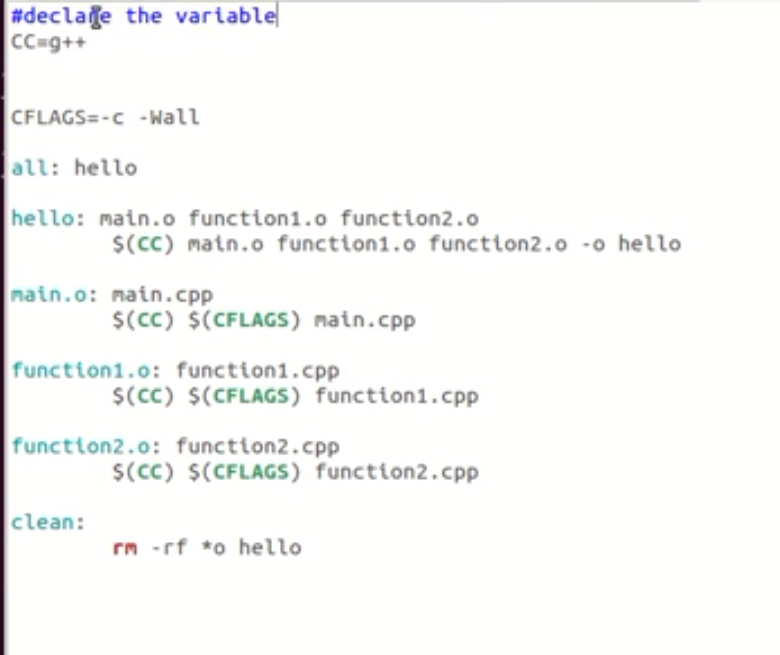 #declare the variable
CC=g++
CFLAGS=-c -Wall
all: hello
hello: main.o function1.o function2.o
$(CC) main.o function1.o function2.o -o hello
main.o: main.cpp
$(CC) $(CFLAGS) main.cpp
function1.o: function1.cpp
$(CC) $(CFLAGS) function1.cpp
function2.o: function2.cpp
$(CC) $(CFLAGS) function2.cpp
clean:
rm -rf *o hello